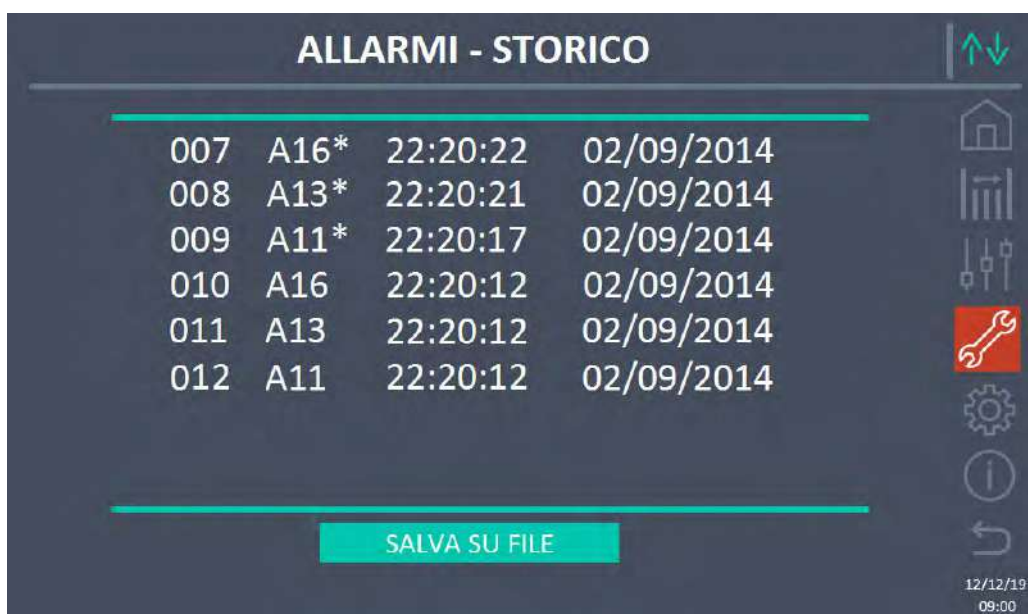 ALLARMI - STORICO
007 A16* 22:20:22 02/09/2014
008 A13* 22:20:21 02/09/2014
009 A11* 22:20:17 02/09/2014
010 A16 22:20:12 02/09/2014
011 A13 22:20:12 02/09/2014
012 A11 22:20:12 02/09/2014
SALVA SU FILE
12/12/19
09:00